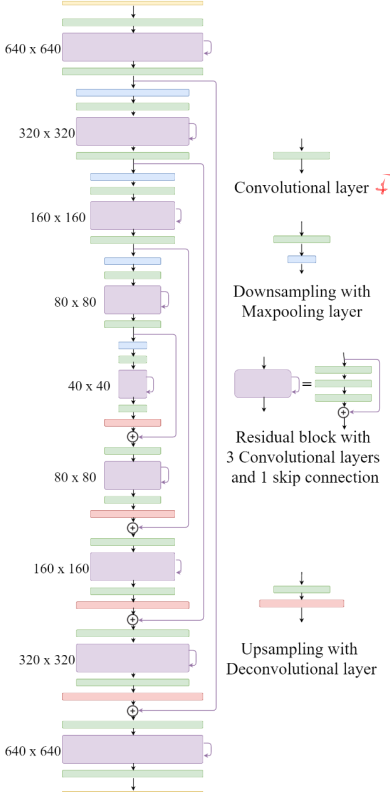 640 x 640
320 x 320
160 x 160
80 x 80
40 x 40
80 x 80
160 x 160
320 x 320
640 x 640
Convolutional layer
Downsampling with
Maxpooling layer
=
Residual block with
3 Convolutional layers
and 1 skip connection
Upsampling with
Deconvolutional layer